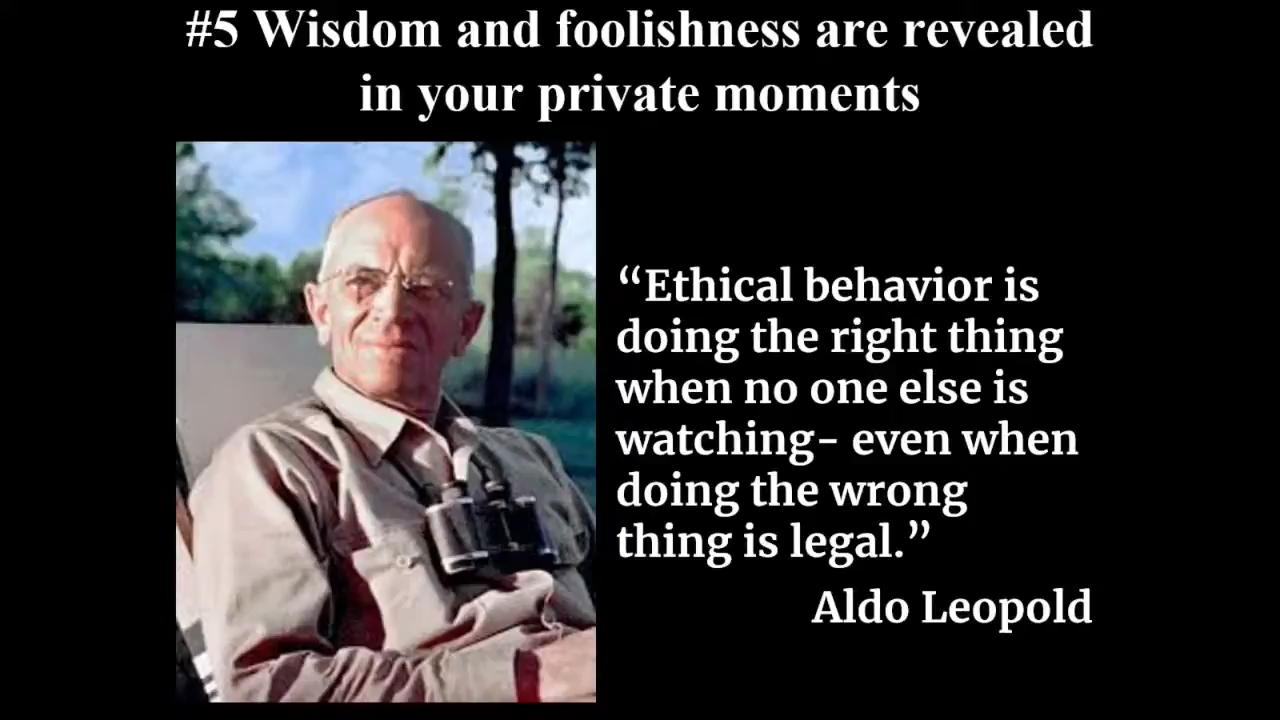 #5 Wisdom and foolishness are revealed
in your private moments
“Ethical behavior is
doing the right thing
when no one else is
watching- even when
doing the wrong
thing is legal.”
Aldo Leopold